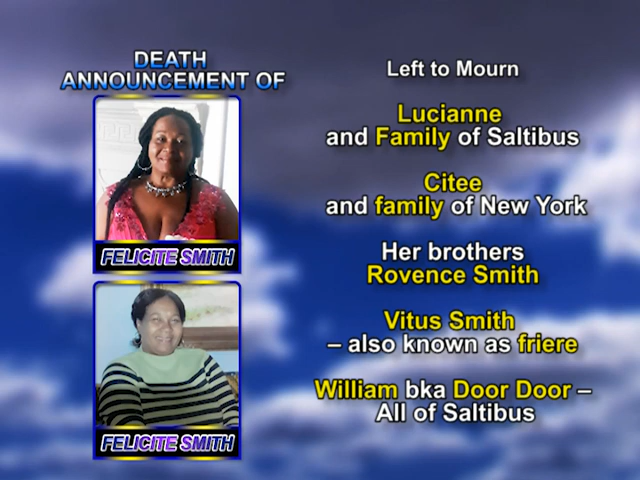 DEATH
ANNOUNCEMENT OF
FELICITE SMITH
FELICITE SMITH
Left to Mourn
Lucianne
and Family of Saltibus
Citee
and family of New York
Her brothers
Rovence Smith
Vitus Smith
– also known as friere
William bka Door Door –
All of Saltibus